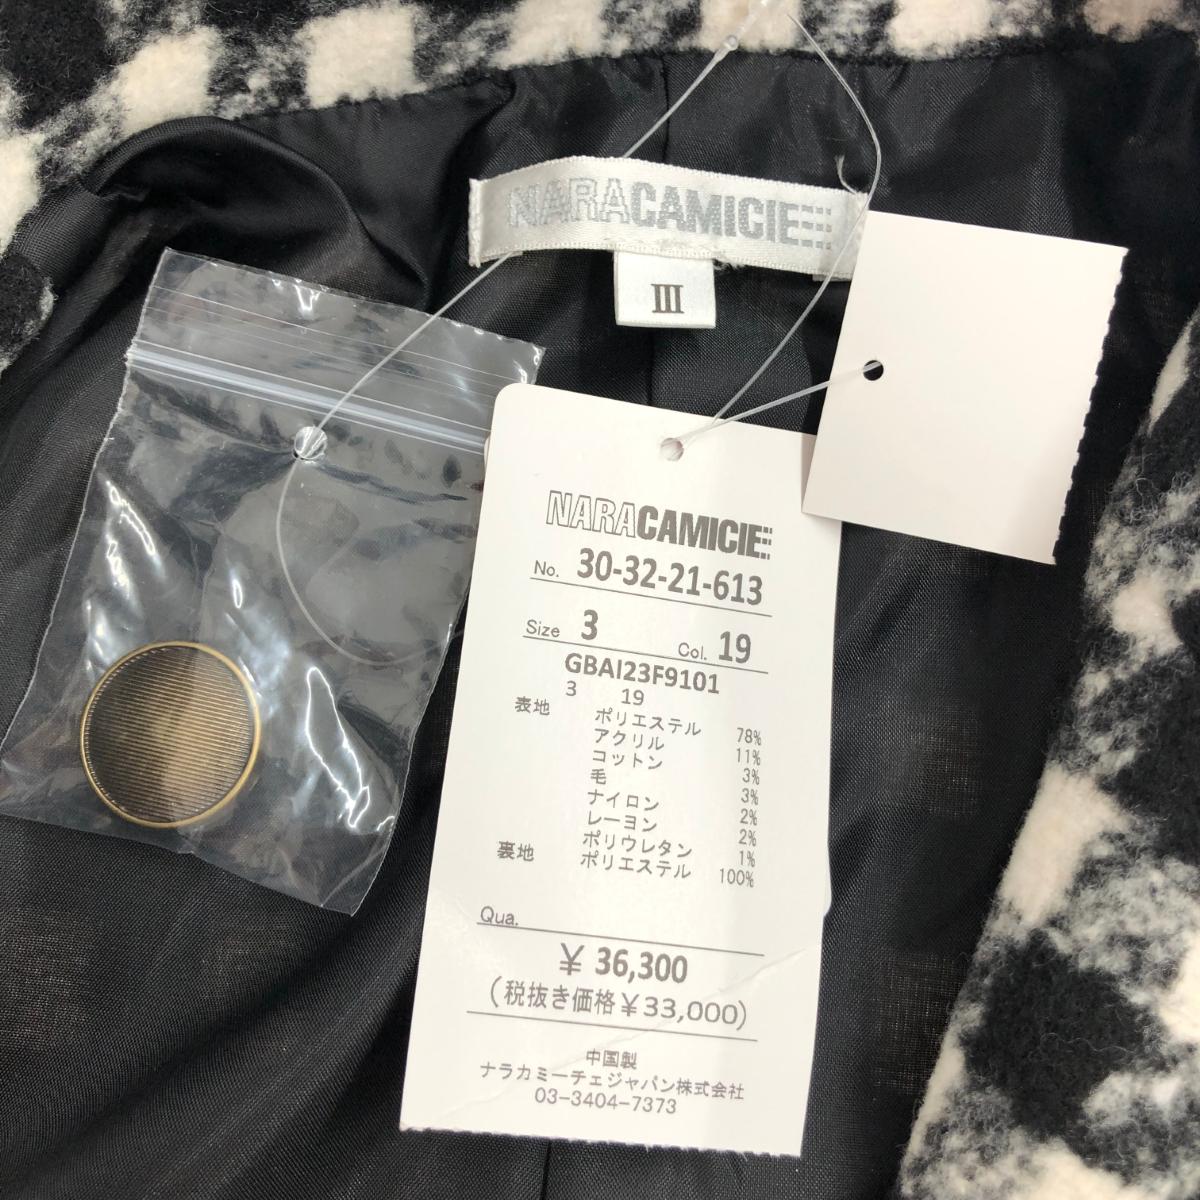 NARACAMICIE
III
NARACAMICIE
No. 30-32-21-613
Size 3 Col. 19
GBAI23F9101
3 19
表地 ポリエステル 78%
アクリル 11%
コットン 3%
毛 3%
ナイロン 2%
レーヨン 2%
ポリウレタン 1%
裏地 ポリエステル 100%
Qua.
¥ 36,300
(税抜き価格¥33,000)
中国製
ナラカミーチェジャパン株式会社
03-3404-7373